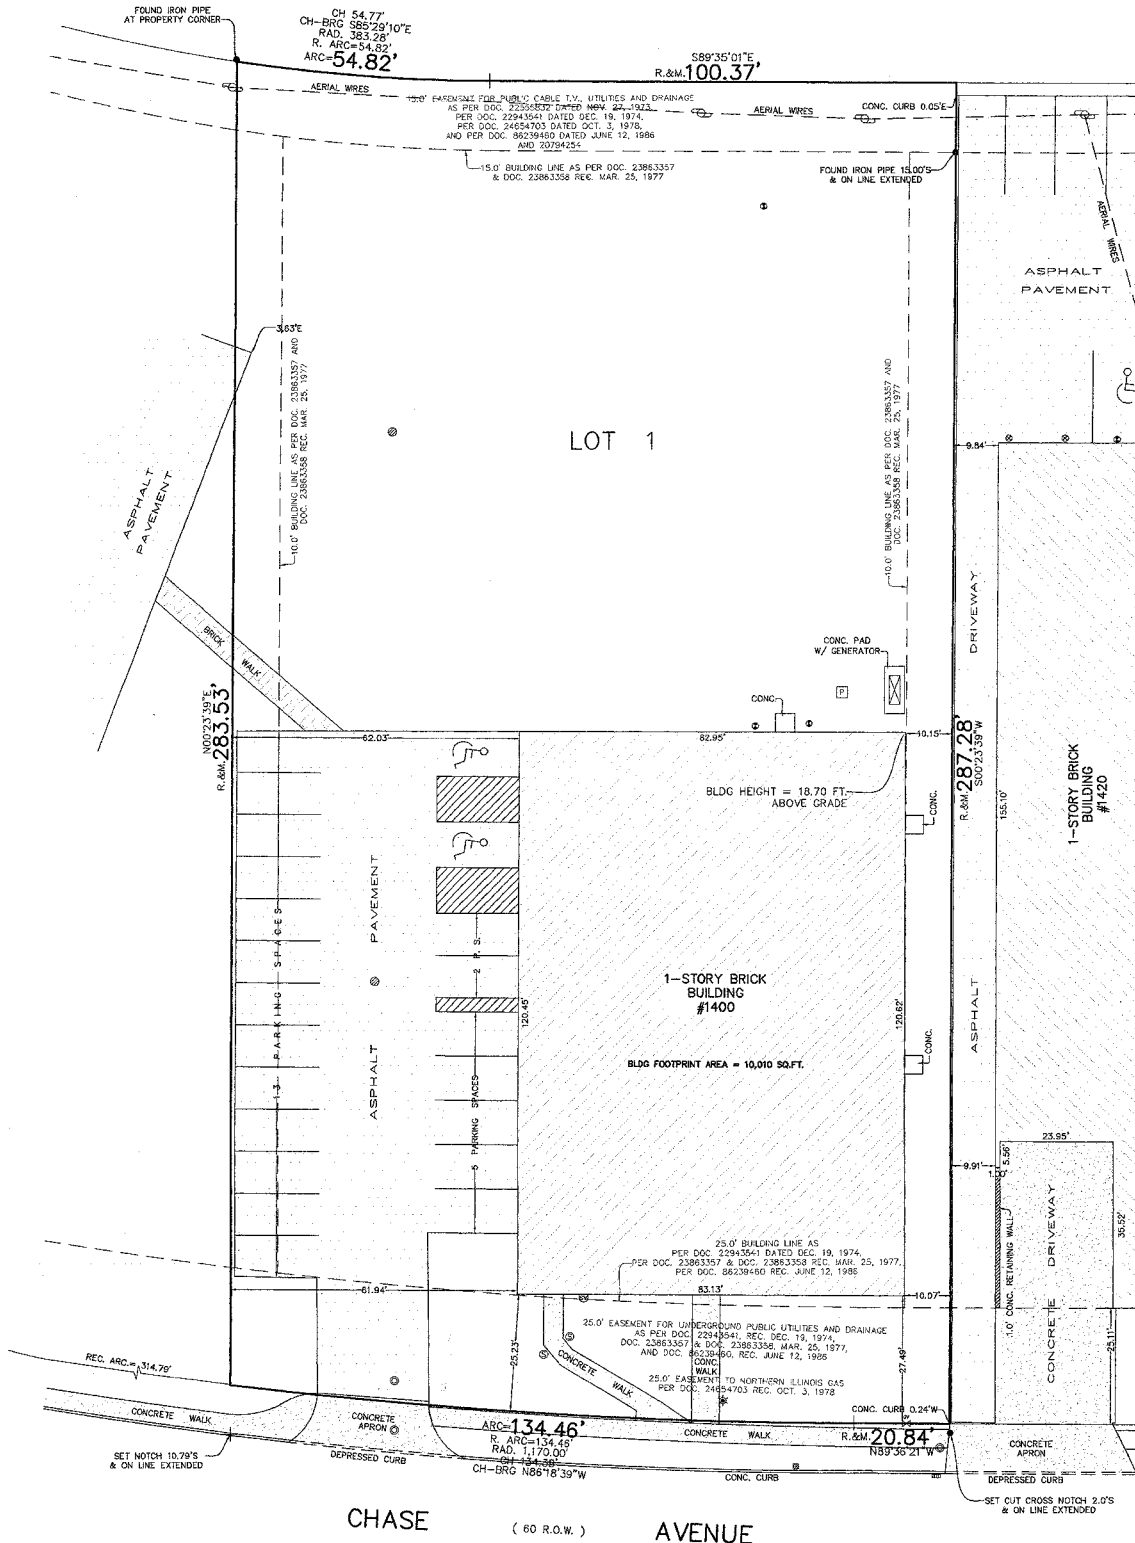 FOUND IRON PIPE
AT PROPERTY CORNER
CH 54.77'
CH-BRG S85°29'10"E
RAD. 383.28'
R. ARC=54.82'
ARC=54.82'
S89°35'01"E
R.&M. 100.37'
AERIAL WIRES
15.0' EASEMENT FOR PUBLIC CABLE T.V., UTILITIES AND DRAINAGE
AS PER DOC. 22555832 DATED NOV. 27, 1973,
PER DOC. 22943541 DATED DEC. 19, 1974,
PER DOC. 24654703 DATED OCT. 3, 1978,
AND PER DOC. 86239460 DATED JUNE 12, 1986
AND 20794254
AERIAL WIRES
CONC. CURB 0.05'E
15.0' BUILDING LINE AS PER DOC. 23863357
& DOC. 23863358 REC. MAR. 25, 1977
FOUND IRON PIPE 15.00'S
& ON LINE EXTENDED
AERIAL WIRES
ASPHALT
PAVEMENT
3.63'E
10.0' BUILDING LINE AS PER DOC. 23863357 AND
DOC. 23863358 REC. MAR. 25, 1977
LOT 1
10.0' BUILDING LINE AS PER DOC. 23863357 AND
DOC. 23863358 REC. MAR. 25, 1977
9.84'
ASPHALT
PAVEMENT
DRIVEWAY
BRICK
WALK
CONC. PAD
W/ GENERATOR
P
CONC.
N00°23'39"E
R.&M. 283.53'
62.03'
82.95'
10.15'
R.&M. 287.28'
S00°23'39"W
BLDG HEIGHT = 18.70 FT.
ABOVE GRADE
CONC.
155.10'
1-STORY BRICK
BUILDING
#1420
PAVEMENT
13 PARKING SPACES
2 P. S.
1-STORY BRICK
BUILDING
#1400
120.45'
120.62'
ASPHALT
CONC.
BLDG FOOTPRINT AREA = 10,010 SQ.FT.
ASPHALT
5 PARKING SPACES
23.95'
5.56'
9.91'
1.00'
1.0' CONC. RETAINING WALL
CONCRETE DRIVEWAY
35.52'
25.0' BUILDING LINE AS
PER DOC. 22943541 DATED DEC. 19, 1974,
PER DOC. 23863357 & DOC. 23863358 REC. MAR. 25, 1977,
PER DOC. 86239460 REC. JUNE 12, 1986
61.94'
83.13'
10.07'
25.0' EASEMENT FOR UNDERGROUND PUBLIC UTILITIES AND DRAINAGE
AS PER DOC. 22943541, REC. DEC. 19, 1974,
DOC. 23863357 & DOC. 23863358, MAR. 25, 1977,
AND DOC. 86239460, REC. JUNE 12, 1986
25.23'
S
S
CONCRETE WALK
CONC.
WALK
27.49'
25.11'
25.0' EASEMENT TO NORTHERN ILLINOIS GAS
PER DOC. 24654703 REC. OCT. 3, 1978
REC. ARC= 314.79'
CONC. CURB 0.24'W
CONCRETE WALK
CONCRETE
APRON
ARC=134.46'
R. ARC=134.46'
RAD. 1,170.00'
CH 134.39'
CH-BRG N86°18'39"W
CONCRETE WALK
R.&M. 20.84'
N89°36'21"W
CONCRETE
APRON
SET NOTCH 10.79'S
& ON LINE EXTENDED
DEPRESSED CURB
CONC. CURB
DEPRESSED CURB
SET CUT CROSS NOTCH 2.0'S
& ON LINE EXTENDED
CHASE ( 60 R.O.W. ) AVENUE